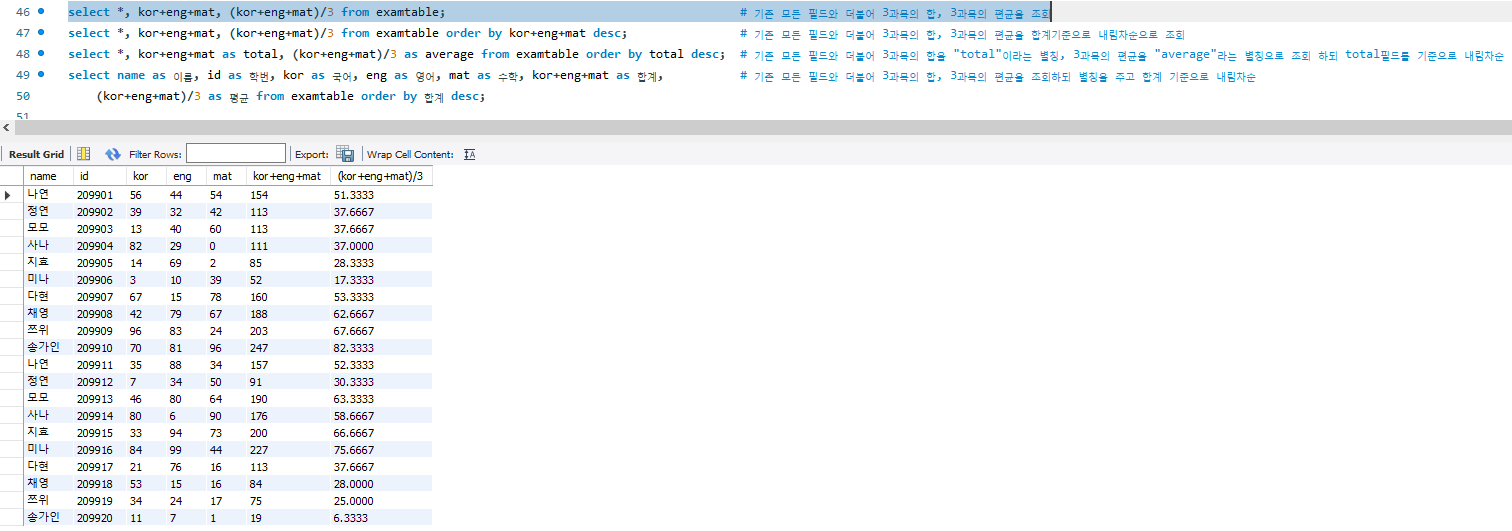 46 select *, kor+eng+mat, (kor+eng+mat)/3 from examtable; # 기존 모든 필드와 더불어 3과목의 합, 3과목의 평균을 조회
47 select *, kor+eng+mat, (kor+eng+mat)/3 from examtable order by kor+eng+mat desc; # 기존 모든 필드와 더불어 3과목의 합, 3과목의 평균을 합계기준으로 내림차순으로 조회
48 select *, kor+eng+mat as total, (kor+eng+mat)/3 as average from examtable order by total desc; # 기존 모든 필드와 더불어 3과목의 합을 "total"이라는 별칭, 3과목의 평균을 "average"라는 별칭으로 조회 하되 total필드를 기준으로 내림차순
49 select name as 이름, id as 학번, kor as 국어, eng as 영어, mat as 수학, kor+eng+mat as 합계, # 기존 모든 필드와 더불어 3과목의 합, 3과목의 평균을 조회하되 별칭을 주고 합계 기준으로 내림차순
50 (kor+eng+mat)/3 as 평균 from examtable order by 합계 desc;
51
Result Grid Filter Rows: Export: Wrap Cell Content:
name id kor eng mat kor+eng+mat (kor+eng+mat)/3
나연 209901 56 44 54 154 51.3333
정연 209902 39 32 42 113 37.6667
모모 209903 13 40 60 113 37.6667
사나 209904 82 29 0 111 37.0000
지효 209905 14 69 2 85 28.3333
미나 209906 3 10 39 52 17.3333
다현 209907 67 15 78 160 53.3333
채영 209908 42 79 67 188 62.6667
쯔위 209909 96 83 24 203 67.6667
송가인 209910 70 81 96 247 82.3333
나연 209911 35 88 34 157 52.3333
정연 209912 7 34 50 91 30.3333
모모 209913 46 80 64 190 63.3333
사나 209914 80 6 90 176 58.6667
지효 209915 33 94 73 200 66.6667
미나 209916 84 99 44 227 75.6667
다현 209917 21 76 16 113 37.6667
채영 209918 53 15 16 84 28.0000
쯔위 209919 34 24 17 75 25.0000
송가인 209920 11 7 1 19 6.3333